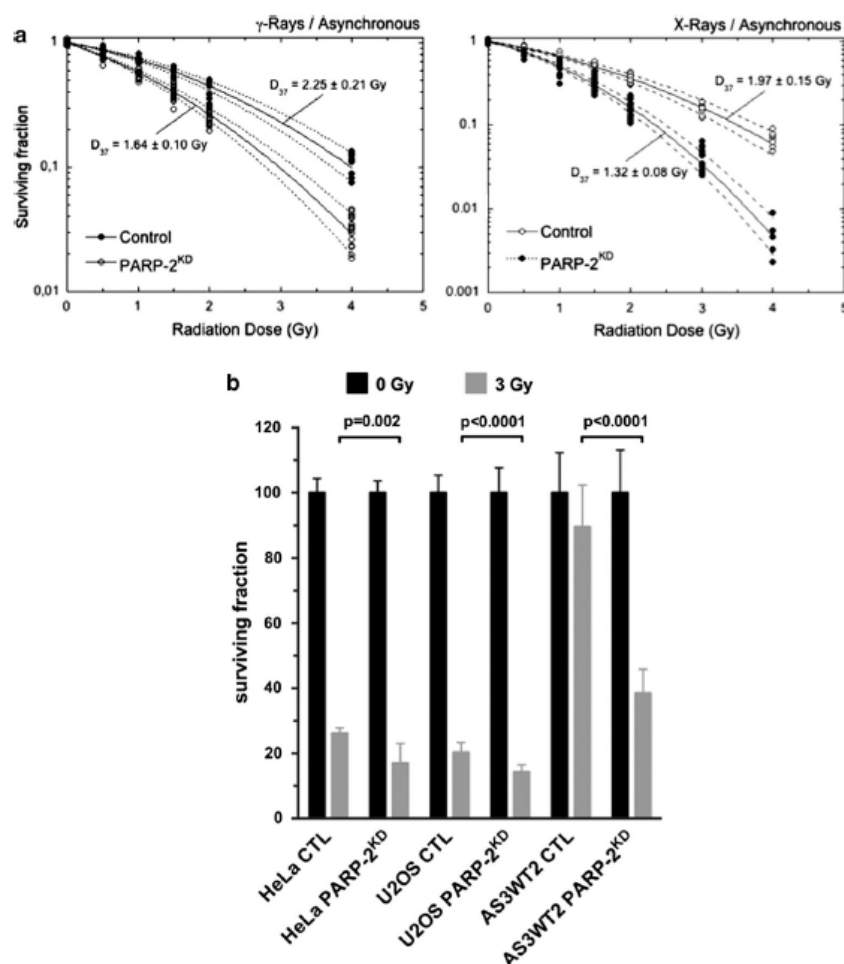 a
γ-Rays / Asynchronous
1
0,1
0,01
Surviving fraction
D37 = 2.25 ± 0.21 Gy
D37 = 1.64 ± 0.10 Gy
Control
PARP-2KD
0 1 2 3 4 5
Radiation Dose (Gy)
X-Rays / Asynchronous
1
0.1
0.01
0.001
D37 = 1.97 ± 0.15 Gy
D37 = 1.32 ± 0.08 Gy
Control
PARP-2KD
0 1 2 3 4 5
Radiation Dose (Gy)
b
0 Gy 3 Gy
p=0.002 p<0.0001 p<0.0001
120
100
80
60
40
20
0
surviving fraction
HeLa CTL
HeLa PARP-2KD
U2OS CTL
U2OS PARP-2KD
AS3WT2 CTL
AS3WT2 PARP-2KD